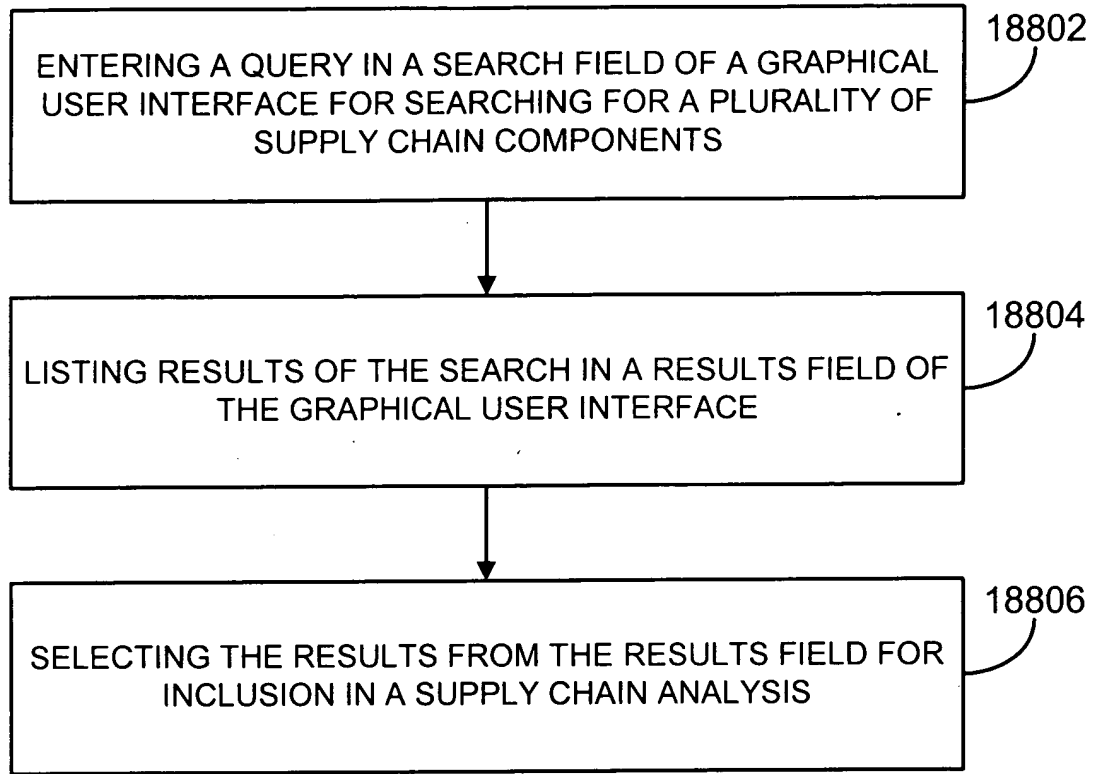 18802
ENTERING A QUERY IN A SEARCH FIELD OF A GRAPHICAL
USER INTERFACE FOR SEARCHING FOR A PLURALITY OF
SUPPLY CHAIN COMPONENTS
18804
LISTING RESULTS OF THE SEARCH IN A RESULTS FIELD OF
THE GRAPHICAL USER INTERFACE
18806
SELECTING THE RESULTS FROM THE RESULTS FIELD FOR
INCLUSION IN A SUPPLY CHAIN ANALYSIS